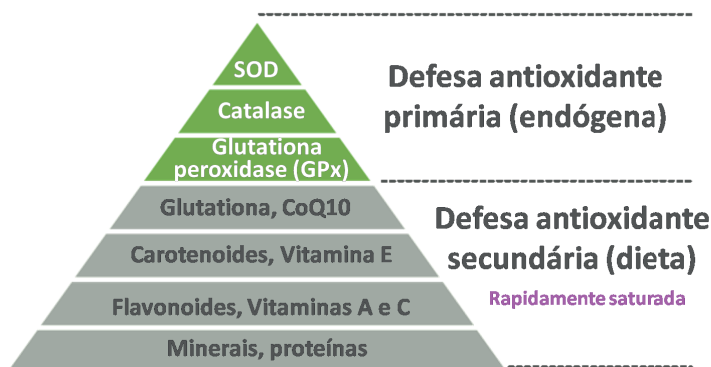 SOD
Catalase
Glutationa
peroxidase (GPx)
Glutationa, CoQ10
Carotenoides, Vitamina E
Flavonoides, Vitaminas A e C
Minerais, proteínas
Defesa antioxidante
primária (endógena)
Defesa antioxidante
secundária (dieta)
Rapidamente saturada